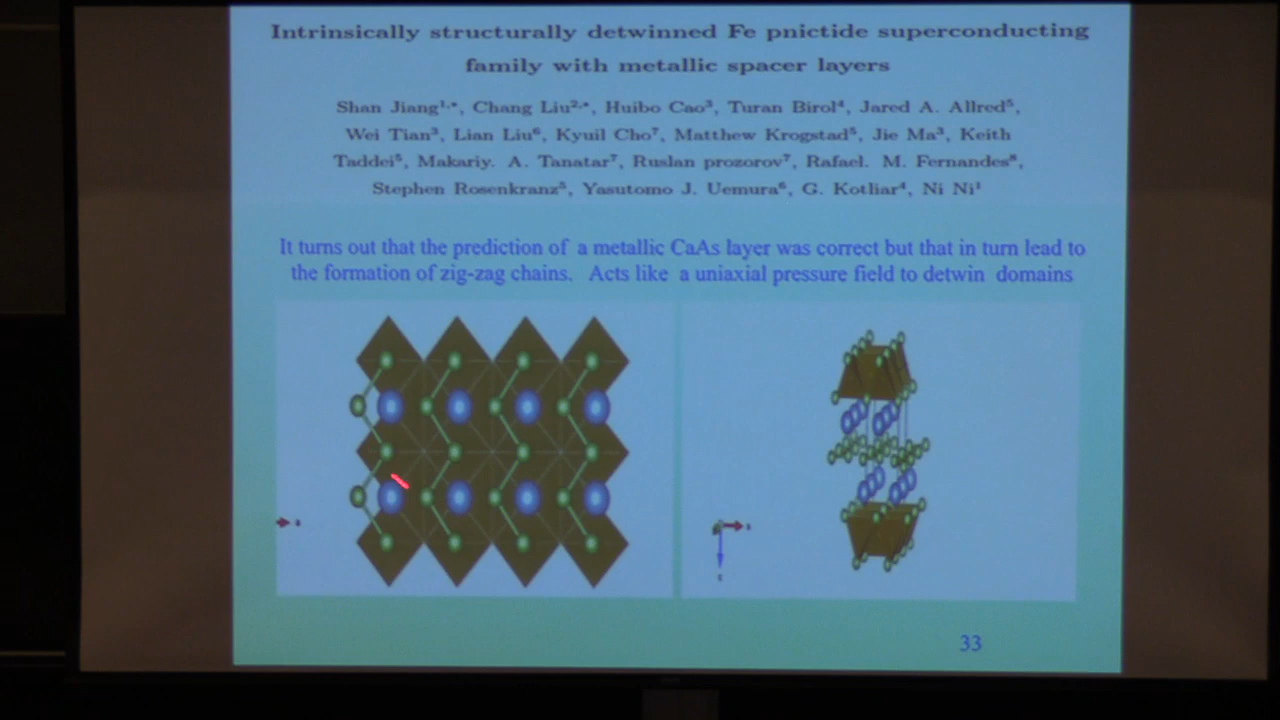 Intrinsically structurally detwinned Fe pnictide superconducting
family with metallic spacer layers
Shan Jiang¹,*, Chang Liu²,*, Huibo Cao³, Turan Birol⁴, Jared A. Allred⁵,
Wei Tian³, Lian Liu⁶, Kyuil Cho⁷, Matthew Krogstad⁵, Jie Ma³, Keith
Taddei⁵, Makariy. A. Tanatar⁷, Ruslan prozorov⁷, Rafael. M. Fernandes⁸,
Stephen Rosenkranz⁵, Yasutomo J. Uemura⁶, G. Kotliar⁴, Ni Ni¹
It turns out that the prediction of a metallic CaAs layer was correct but that in turn lead to
the formation of zig-zag chains. Acts like a uniaxial pressure field to detwin domains
33